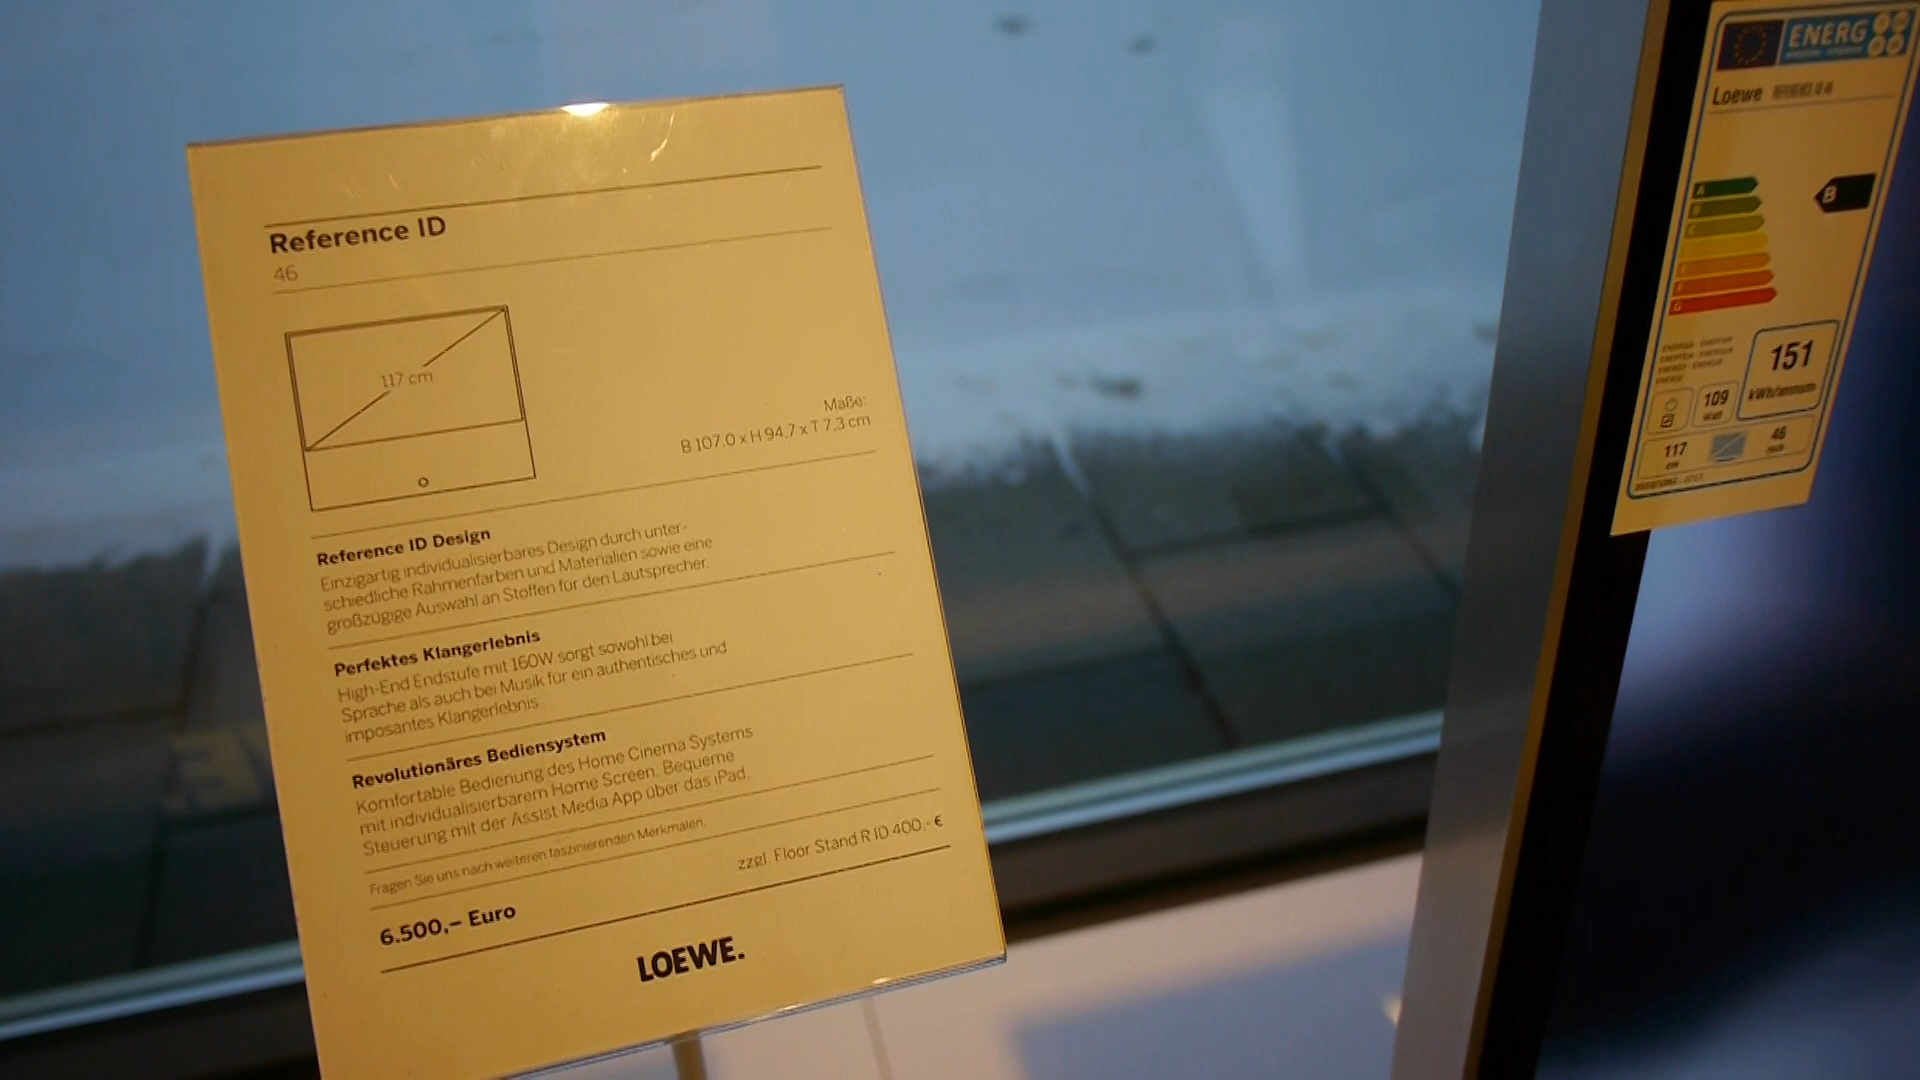 Reference ID
46
117 cm
Maße:
B 107,0 x H 94,7 x T 7,3 cm
Reference ID Design
Einzigartig individualisierbares Design durch unter-
schiedliche Rahmenfarben und Materialien sowie eine
großzügige Auswahl an Stoffen für den Lautsprecher.
Perfektes Klangerlebnis
High-End Endstufe mit 160W sorgt sowohl bei
Sprache als auch bei Musik für ein authentisches und
imposantes Klangerlebnis.
Revolutionäres Bediensystem
Komfortable Bedienung des Home Cinema Systems
mit individualisierbarem Home Screen. Bequeme
Steuerung mit der Assist Media App über das iPad.
Fragen Sie uns nach weiteren faszinierenden Merkmalen.
zzgl. Floor Stand R ID 400,- €
6.500,– Euro
LOEWE.
ENERG
Loewe
A
B
B
C
F
G
151
kWh/annum
109
Watt
117
cm
46
inch